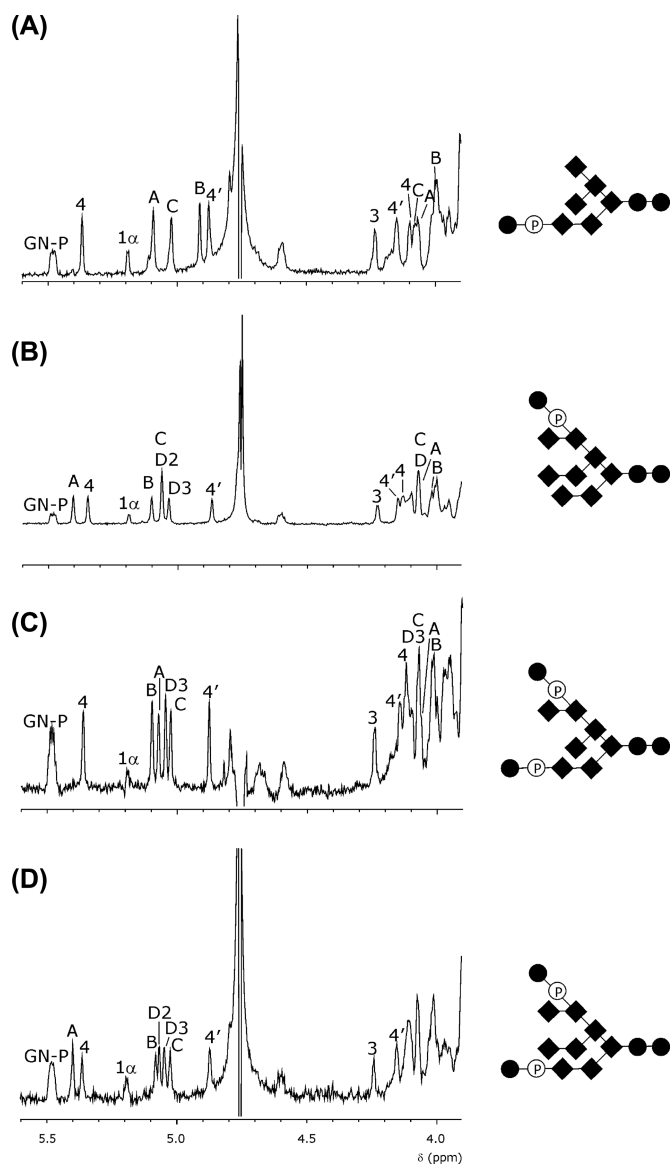 (A)
GN-P 4 1α A C B 4′ 3 4′ 4 C A B
P
(B)
GN-P A 4 1α B C D2 D3 4′ 3 4′ 4 C D A B
P
(C)
GN-P 4 1α B A D3 C 4′ 3 4′ 4 D3 C A B
P
P
(D)
GN-P A 4 1α B D2 D3 C 4′ 3 4′
P
P
5.5 5.0 4.5 4.0
δ (ppm)